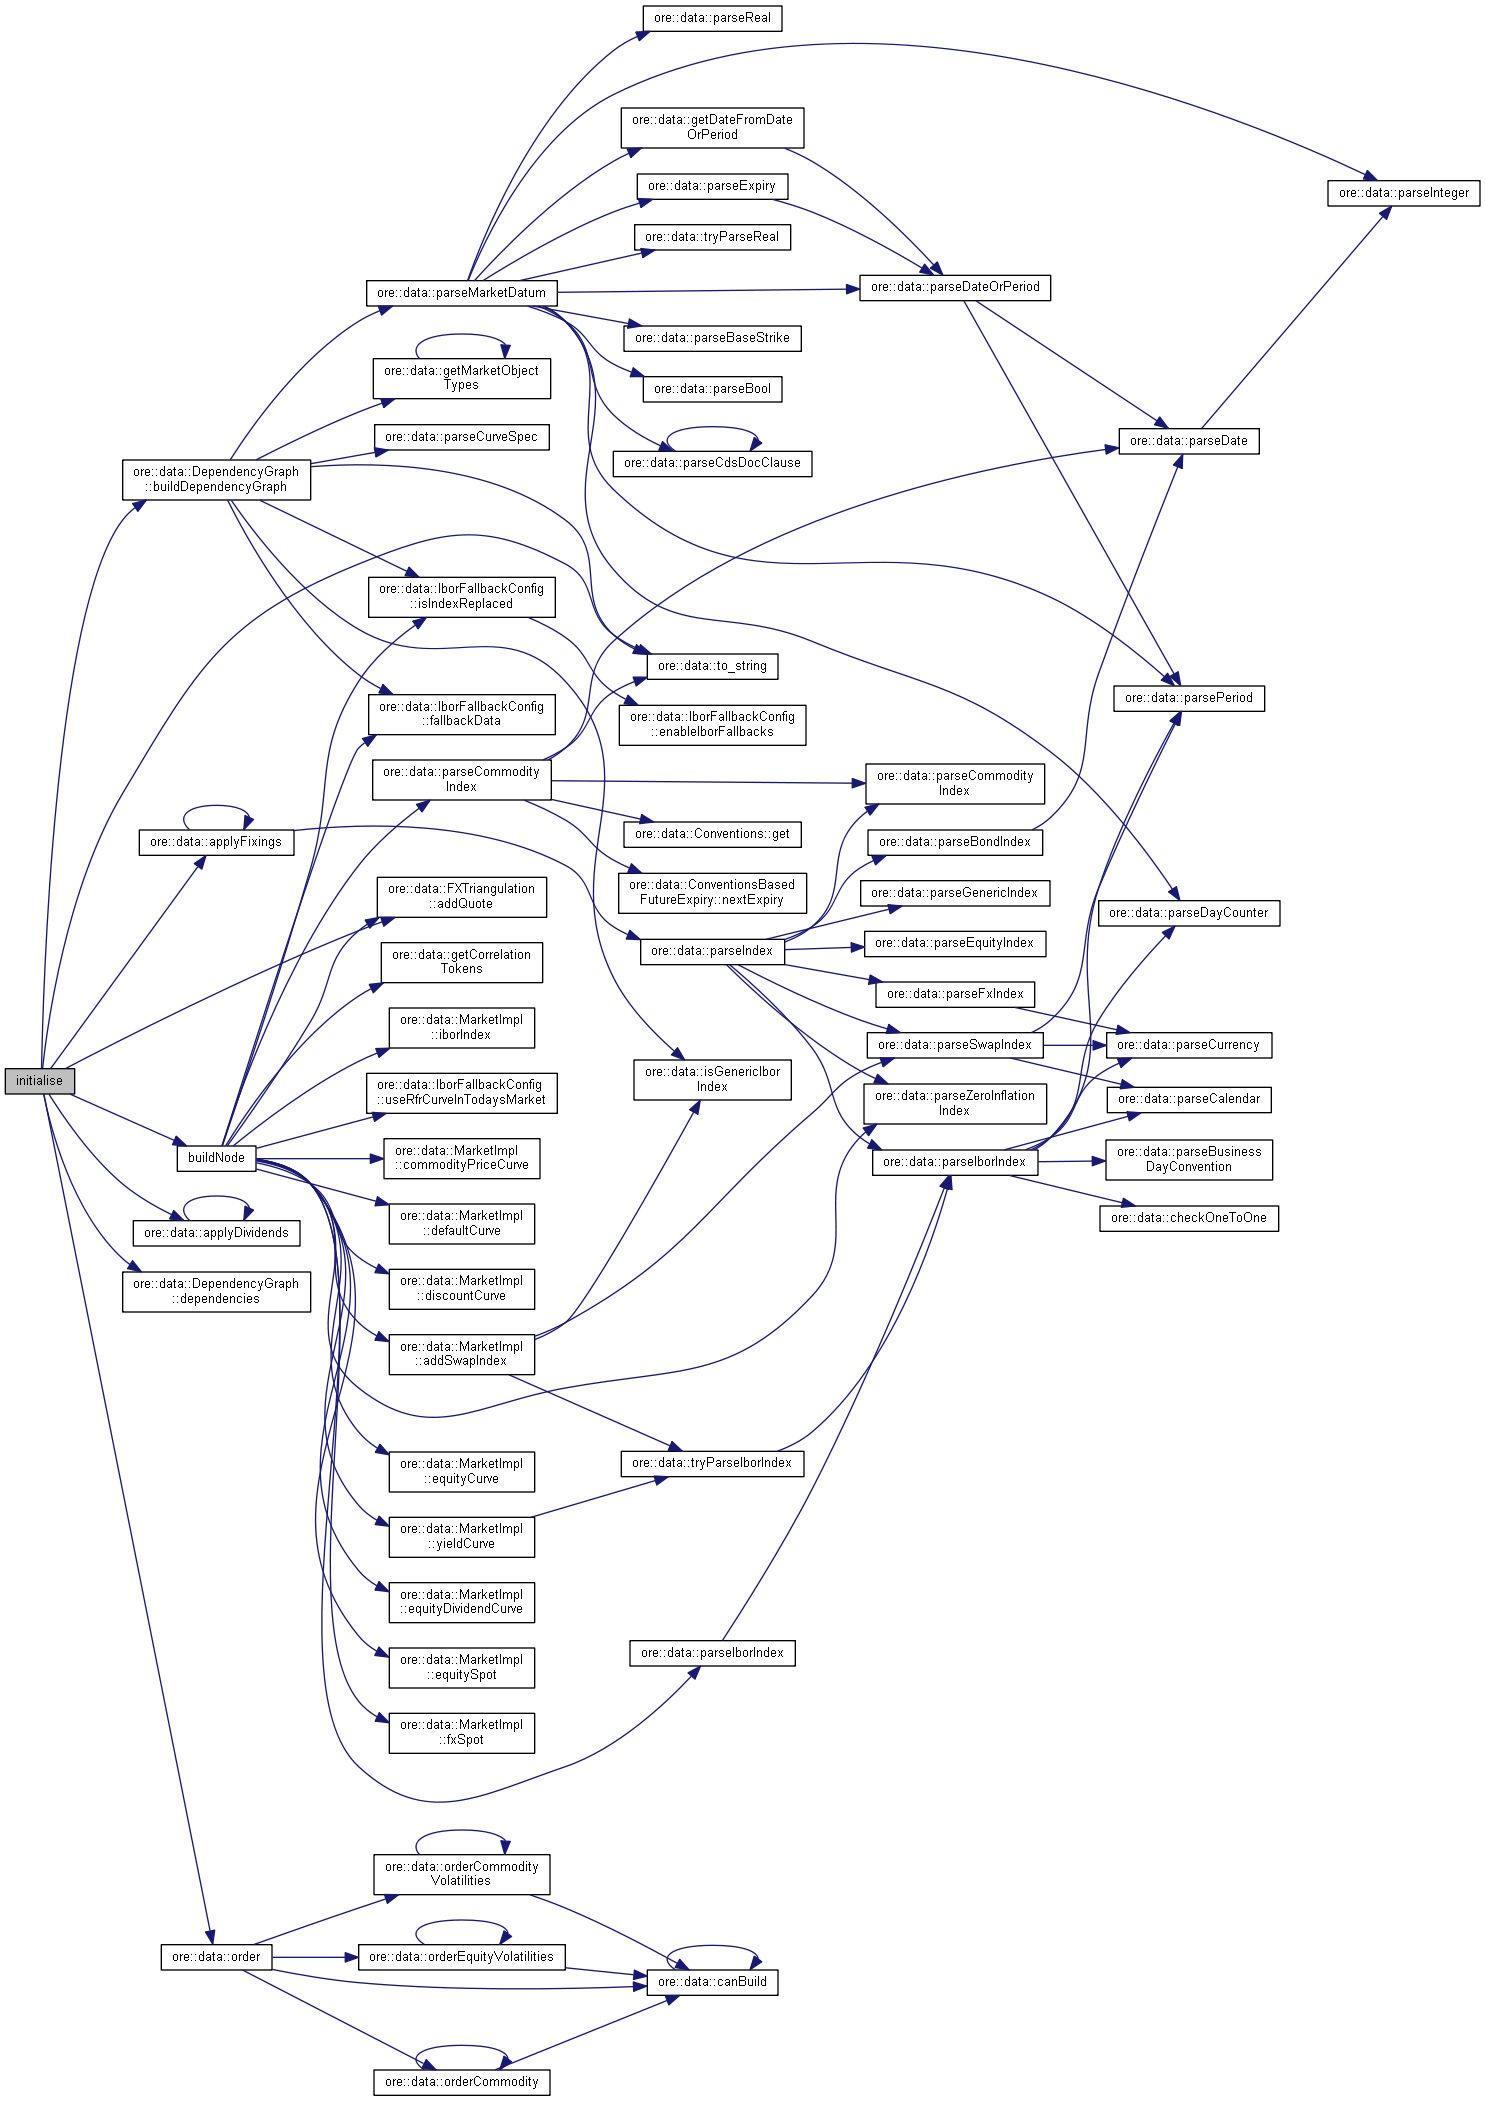 ore::data::parseReal
ore::data::getDateFromDate
OrPeriod
ore::data::parseExpiry
ore::data::parseInteger
ore::data::tryParseReal
ore::data::parseMarketDatum
ore::data::parseDateOrPeriod
ore::data::parseBaseStrike
ore::data::getMarketObject
Types
ore::data::parseBool
ore::data::parseCurveSpec
ore::data::parseDate
ore::data::parseCdsDocClause
ore::data::DependencyGraph
::buildDependencyGraph
ore::data::IborFallbackConfig
::isIndexReplaced
ore::data::to_string
ore::data::parsePeriod
ore::data::IborFallbackConfig
::fallbackData
ore::data::IborFallbackConfig
::enableIborFallbacks
ore::data::parseCommodity
Index
ore::data::parseCommodity
Index
ore::data::Conventions::get
ore::data::applyFixings
ore::data::parseBondIndex
ore::data::FXTriangulation
::addQuote
ore::data::ConventionsBased
FutureExpiry::nextExpiry
ore::data::parseGenericIndex
ore::data::parseDayCounter
ore::data::getCorrelation
Tokens
ore::data::parseIndex
ore::data::parseEquityIndex
ore::data::parseFxIndex
ore::data::MarketImpl
::iborIndex
ore::data::parseSwapIndex
ore::data::parseCurrency
initialise
ore::data::IborFallbackConfig
::useRfrCurveInTodaysMarket
ore::data::isGenericIbor
Index
ore::data::parseZeroInflation
Index
ore::data::parseCalendar
buildNode
ore::data::MarketImpl
::commodityPriceCurve
ore::data::parseIborIndex
ore::data::parseBusiness
DayConvention
ore::data::applyDividends
ore::data::MarketImpl
::defaultCurve
ore::data::checkOneToOne
ore::data::DependencyGraph
::dependencies
ore::data::MarketImpl
::discountCurve
ore::data::MarketImpl
::addSwapIndex
ore::data::MarketImpl
::equityCurve
ore::data::tryParseIborIndex
ore::data::MarketImpl
::yieldCurve
ore::data::MarketImpl
::equityDividendCurve
ore::data::MarketImpl
::equitySpot
ore::data::parseIborIndex
ore::data::MarketImpl
::fxSpot
ore::data::orderCommodity
Volatilities
ore::data::order
ore::data::orderEquityVolatilities
ore::data::canBuild
ore::data::orderCommodity